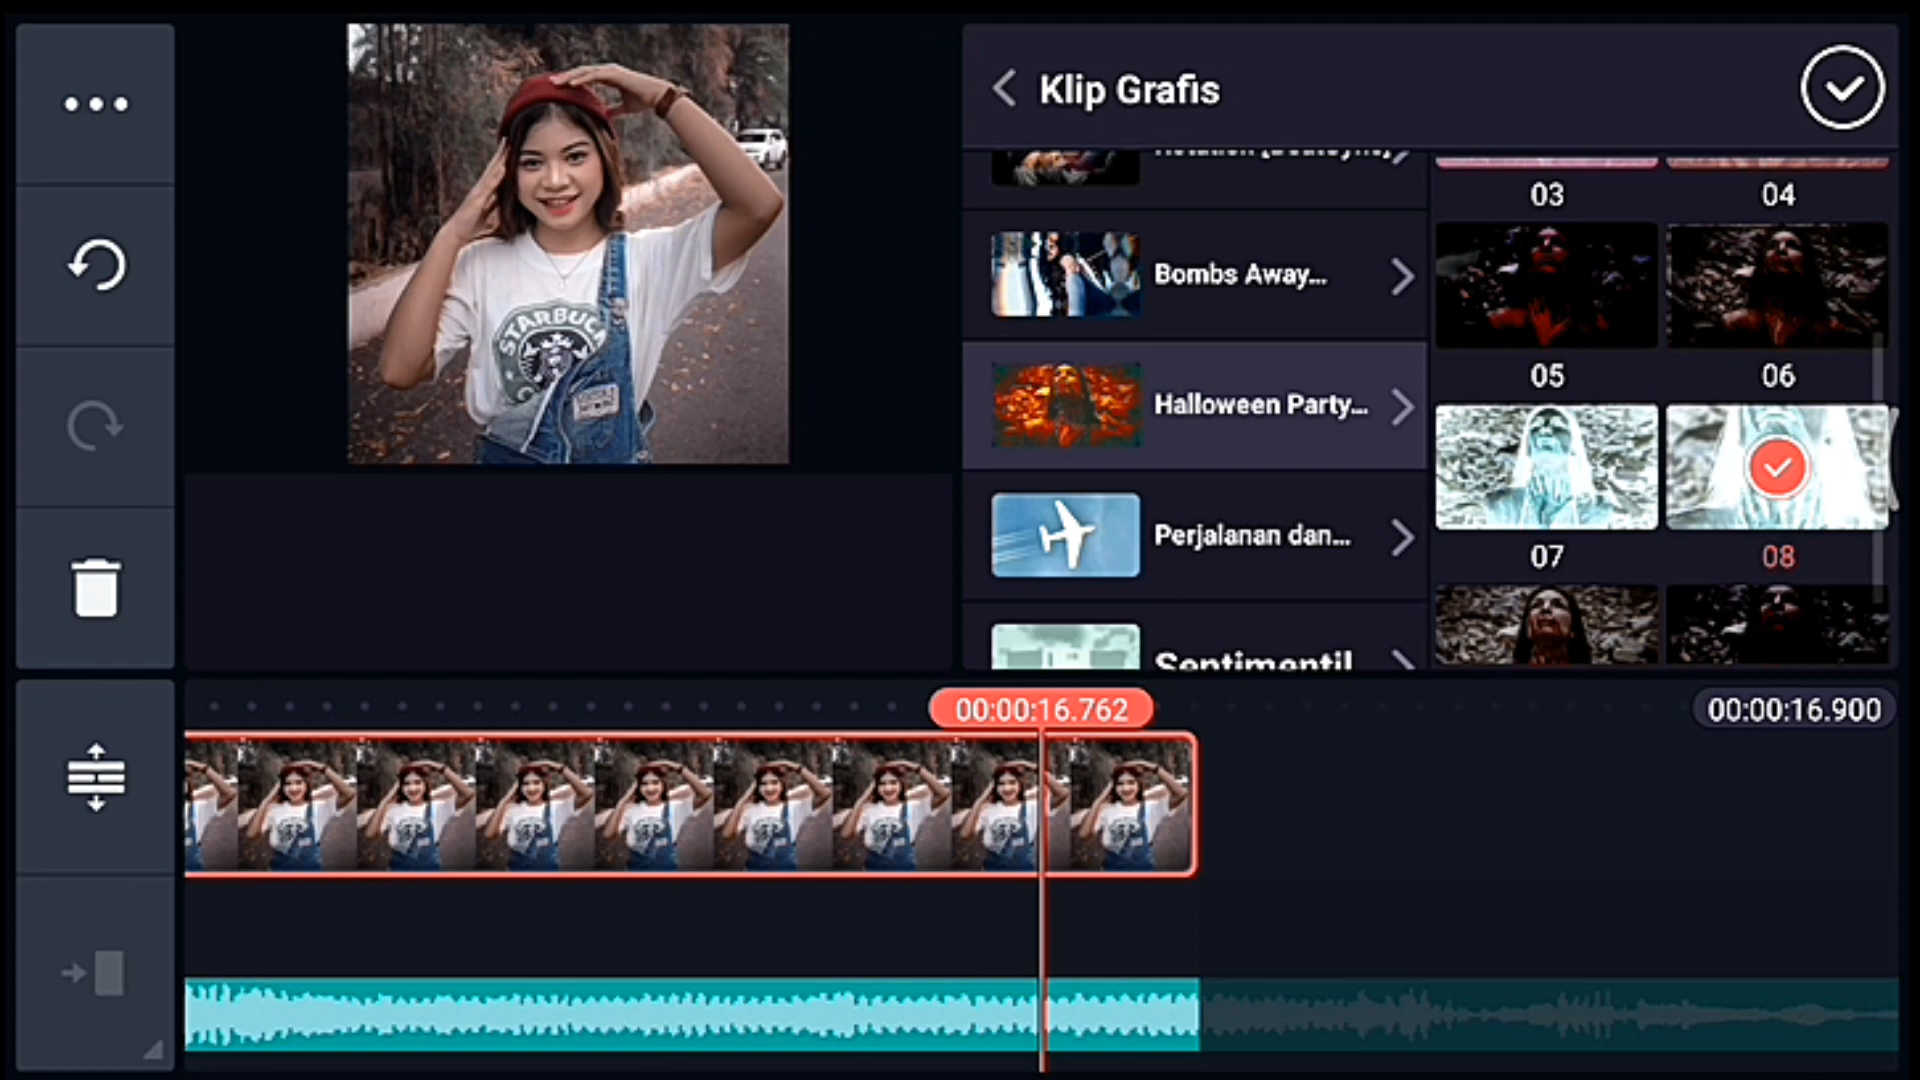 Klip Grafis
03
04
Bombs Away...
05
06
Halloween Party...
Perjalanan dan...
07
08
Sentimentil
STARBUC
00:00:16.762
00:00:16.900